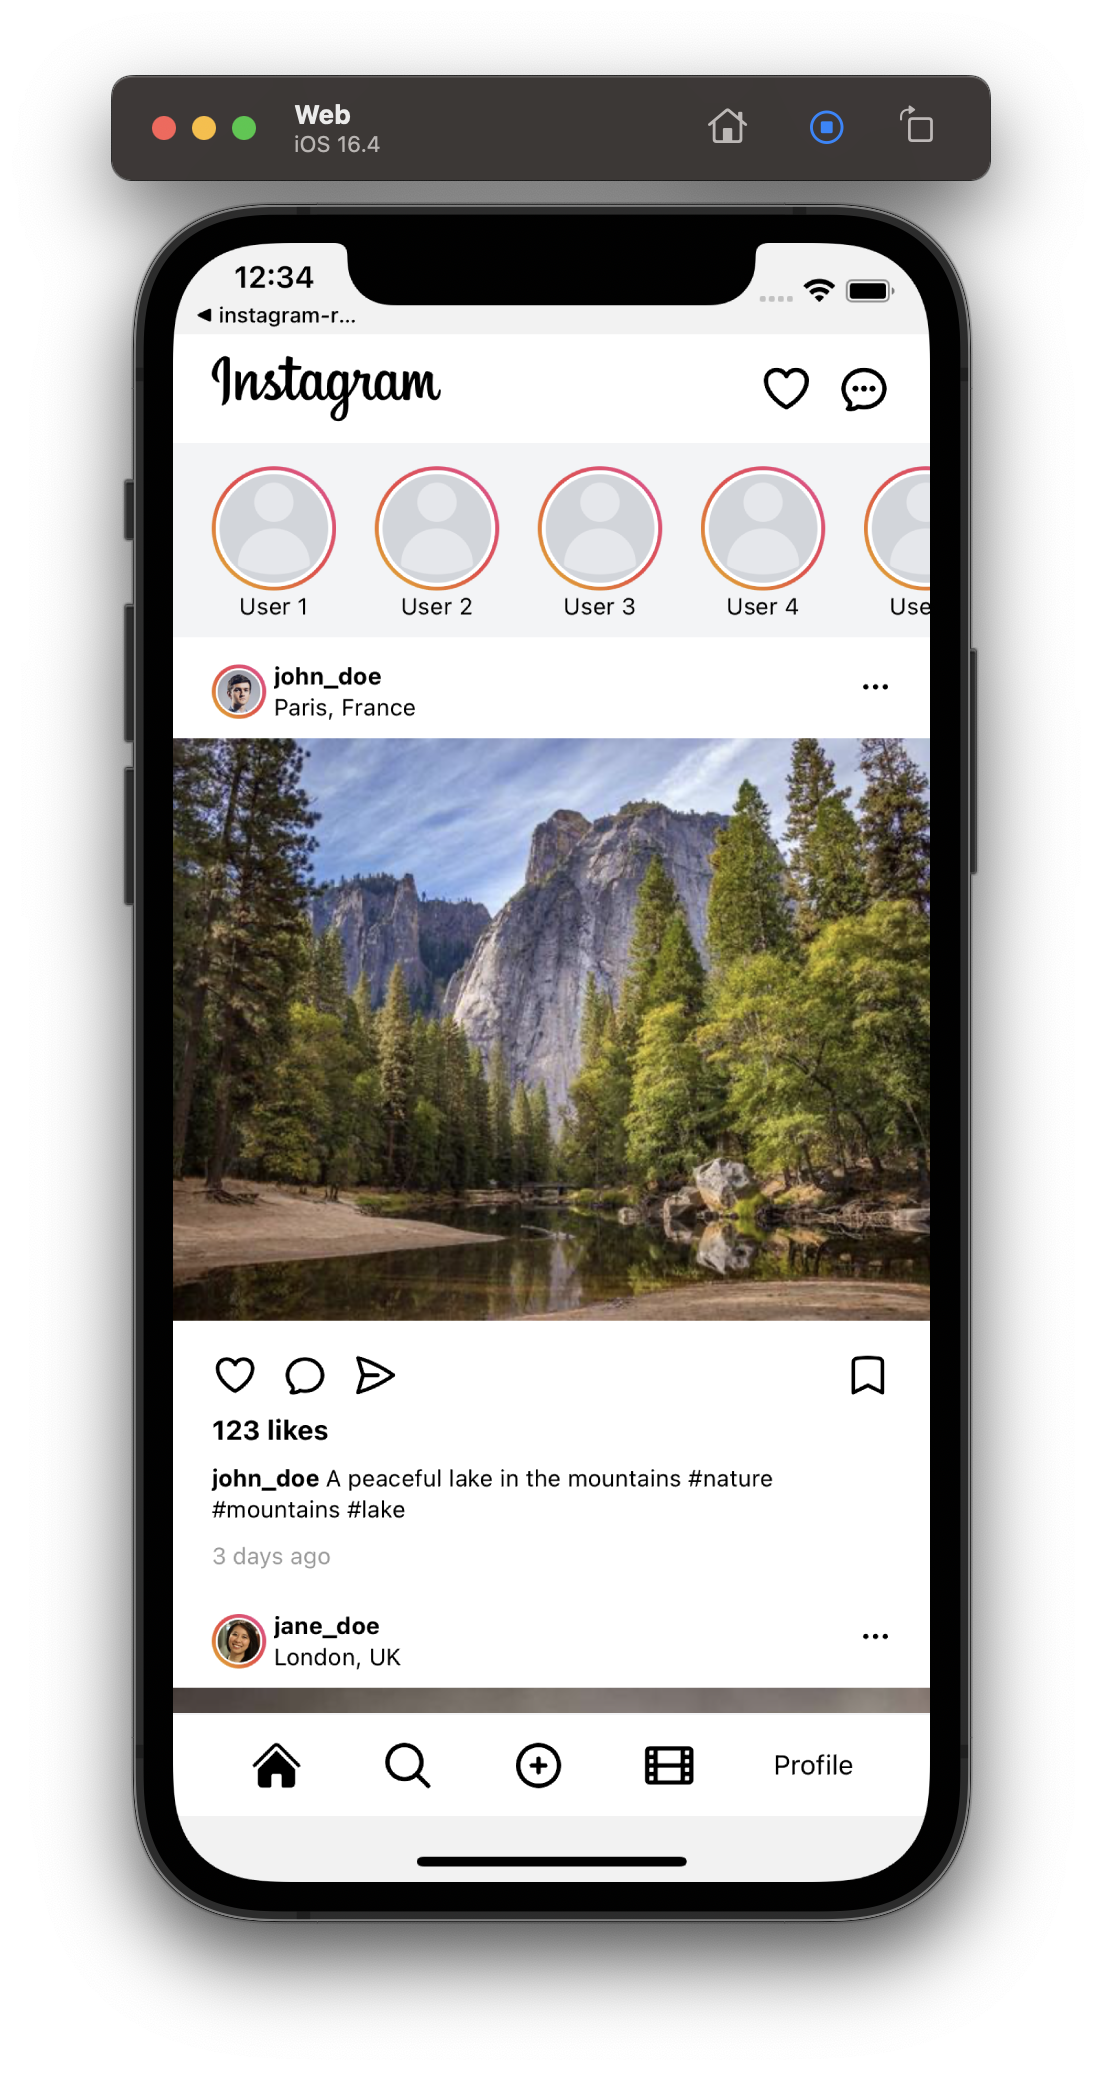 Web
iOS 16.4
12:34
◀ instagram-r...
Instagram
User 1
User 2
User 3
User 4
Use
john_doe
Paris, France
123 likes
john_doe A peaceful lake in the mountains #nature
#mountains #lake
3 days ago
jane_doe
London, UK
Profile